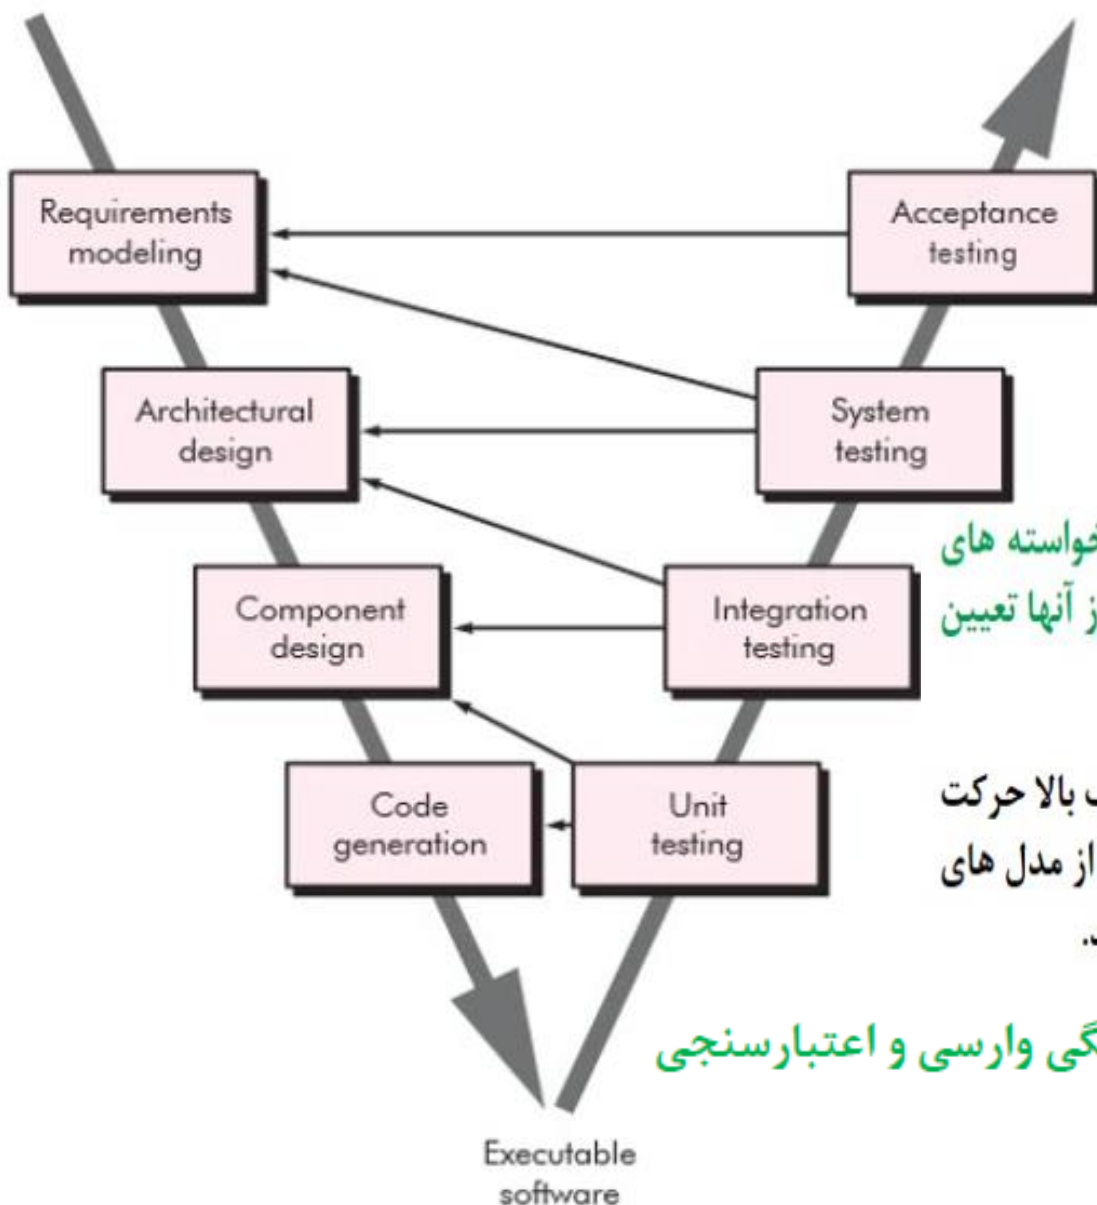 Requirements
modeling
Acceptance
testing
Architectural
design
System
testing
خواسته های
ز آنها تعیین
Component
design
Integration
testing
Code
generation
Unit
testing
بالا حرکت
از مدل های
گی وارسی و اعتبارسنجی
Executable
software